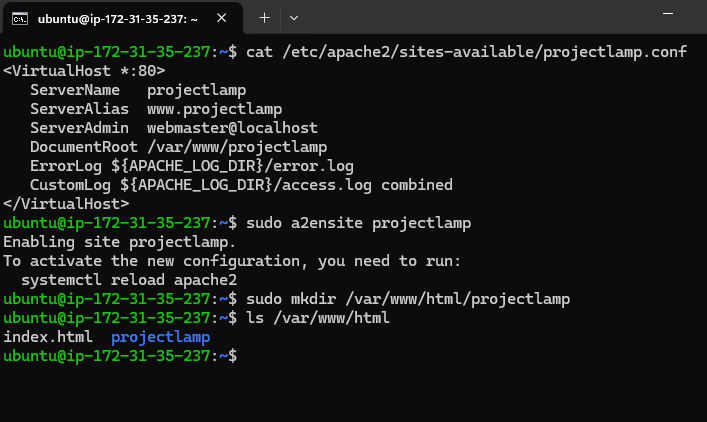 ubuntu@ip-172-31-35-237: ~
ubuntu@ip-172-31-35-237:~$ cat /etc/apache2/sites-available/projectlamp.conf
<VirtualHost *:80>
   ServerName   projectlamp
   ServerAlias  www.projectlamp
   ServerAdmin  webmaster@localhost
   DocumentRoot /var/www/projectlamp
   ErrorLog ${APACHE_LOG_DIR}/error.log
   CustomLog ${APACHE_LOG_DIR}/access.log combined
</VirtualHost>
ubuntu@ip-172-31-35-237:~$ sudo a2ensite projectlamp
Enabling site projectlamp.
To activate the new configuration, you need to run:
  systemctl reload apache2
ubuntu@ip-172-31-35-237:~$ sudo mkdir /var/www/html/projectlamp
ubuntu@ip-172-31-35-237:~$ ls /var/www/html
index.html  projectlamp
ubuntu@ip-172-31-35-237:~$